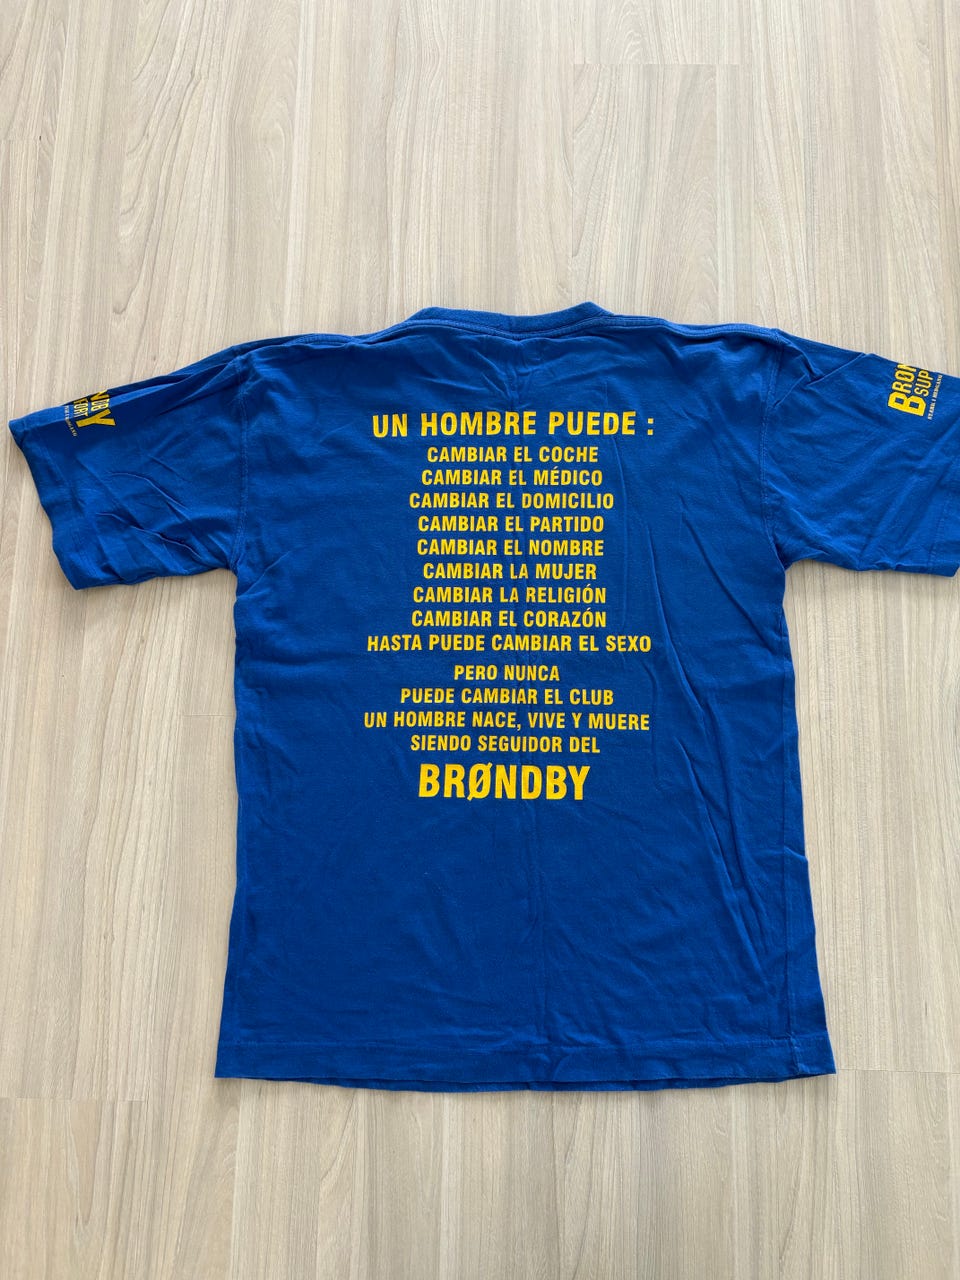 UN HOMBRE PUEDE :
CAMBIAR EL COCHE
CAMBIAR EL MÉDICO
CAMBIAR EL DOMICILIO
CAMBIAR EL PARTIDO
CAMBIAR EL NOMBRE
CAMBIAR LA MUJER
CAMBIAR LA RELIGIÓN
CAMBIAR EL CORAZÓN
HASTA PUEDE CAMBIAR EL SEXO
PERO NUNCA
PUEDE CAMBIAR EL CLUB
UN HOMBRE NACE, VIVE Y MUERE
SIENDO SEGUIDOR DEL
BRØNDBY